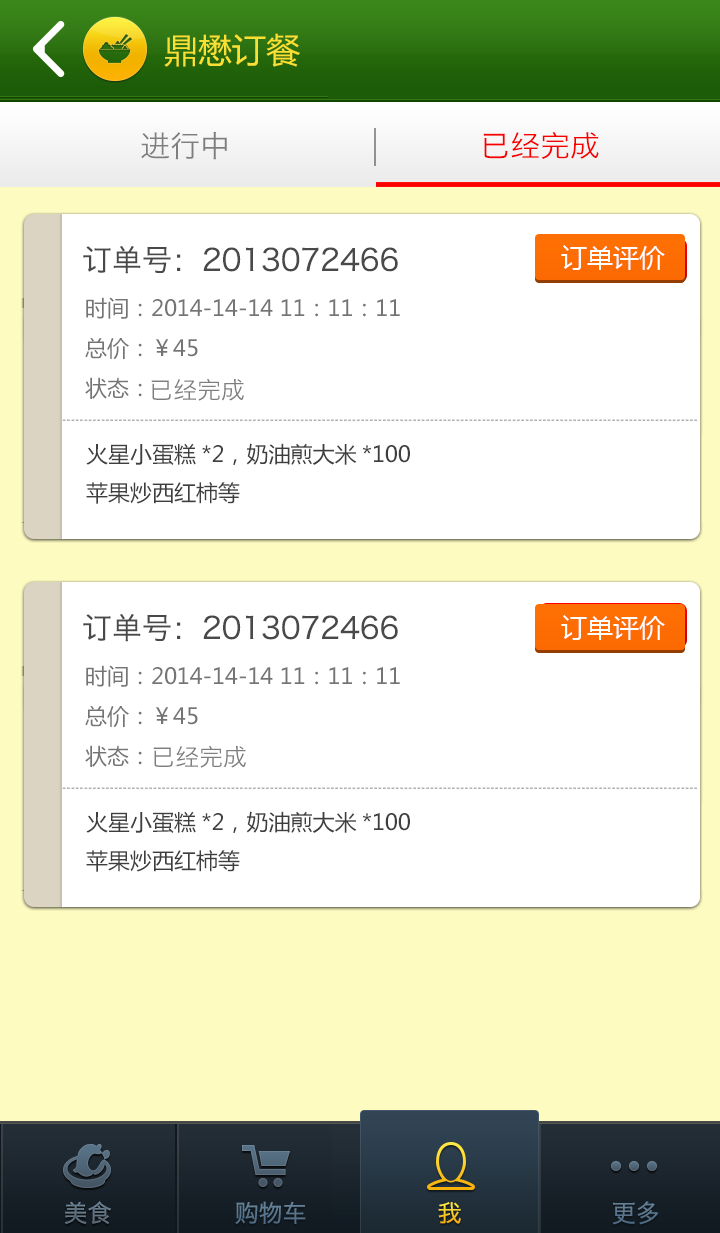 鼎懋订餐
进行中
已经完成
订单号：2013072466
订单评价
时间：2014-14-14 11：11：11
总价：￥45
状态：已经完成
火星小蛋糕 *2，奶油煎大米 *100
苹果炒西红柿等
订单号：2013072466
订单评价
时间：2014-14-14 11：11：11
总价：￥45
状态：已经完成
火星小蛋糕 *2，奶油煎大米 *100
苹果炒西红柿等
美食
购物车
我
更多